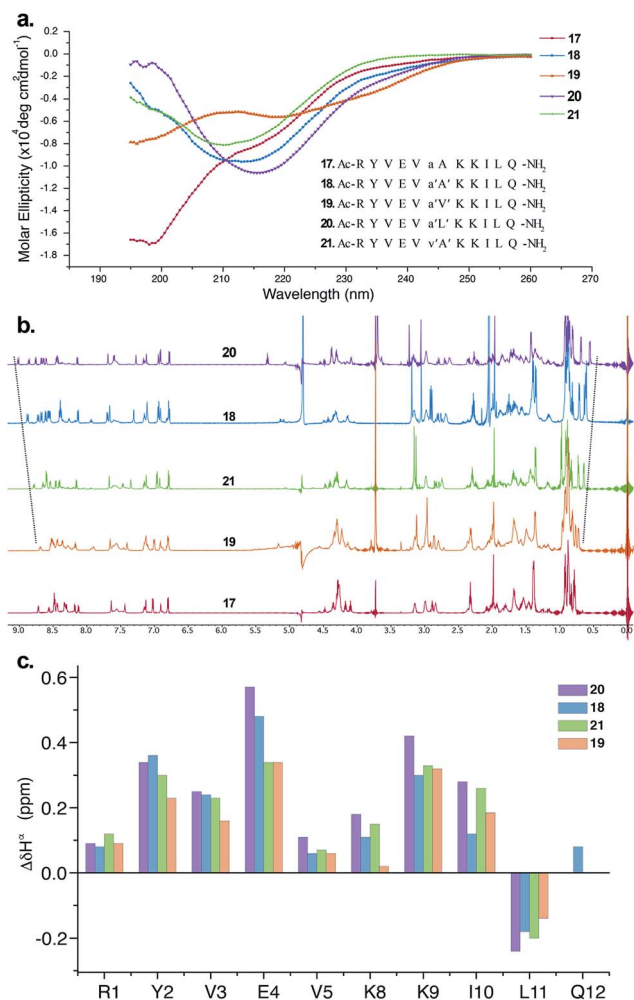 a.
0.2
0.0
-0.2
-0.4
-0.6
-0.8
-1.0
-1.2
-1.4
-1.6
-1.8
Molar Ellipticity (x10⁴deg cm²dmol⁻¹)
17
18
19
20
21
17. Ac-R Y V E V a A K K I L Q -NH₂
18. Ac-R Y V E V a′A′ K K I L Q -NH₂
19. Ac-R Y V E V a′V′ K K I L Q -NH₂
20. Ac-R Y V E V a′L′ K K I L Q -NH₂
21. Ac-R Y V E V v′A′ K K I L Q -NH₂
190 200 210 220 230 240 250 260 270
Wavelength (nm)
b.
20
18
21
19
17
9.0 8.5 8.0 7.5 7.0 6.5 6.0 5.5 5.0 4.5 4.0 3.5 3.0 2.5 2.0 1.5 1.0 0.5 0.0
c.
0.6
0.4
0.2
0.0
-0.2
ΔδHᵅ (ppm)
20
18
21
19
R1 Y2 V3 E4 V5 K8 K9 I10 L11 Q12